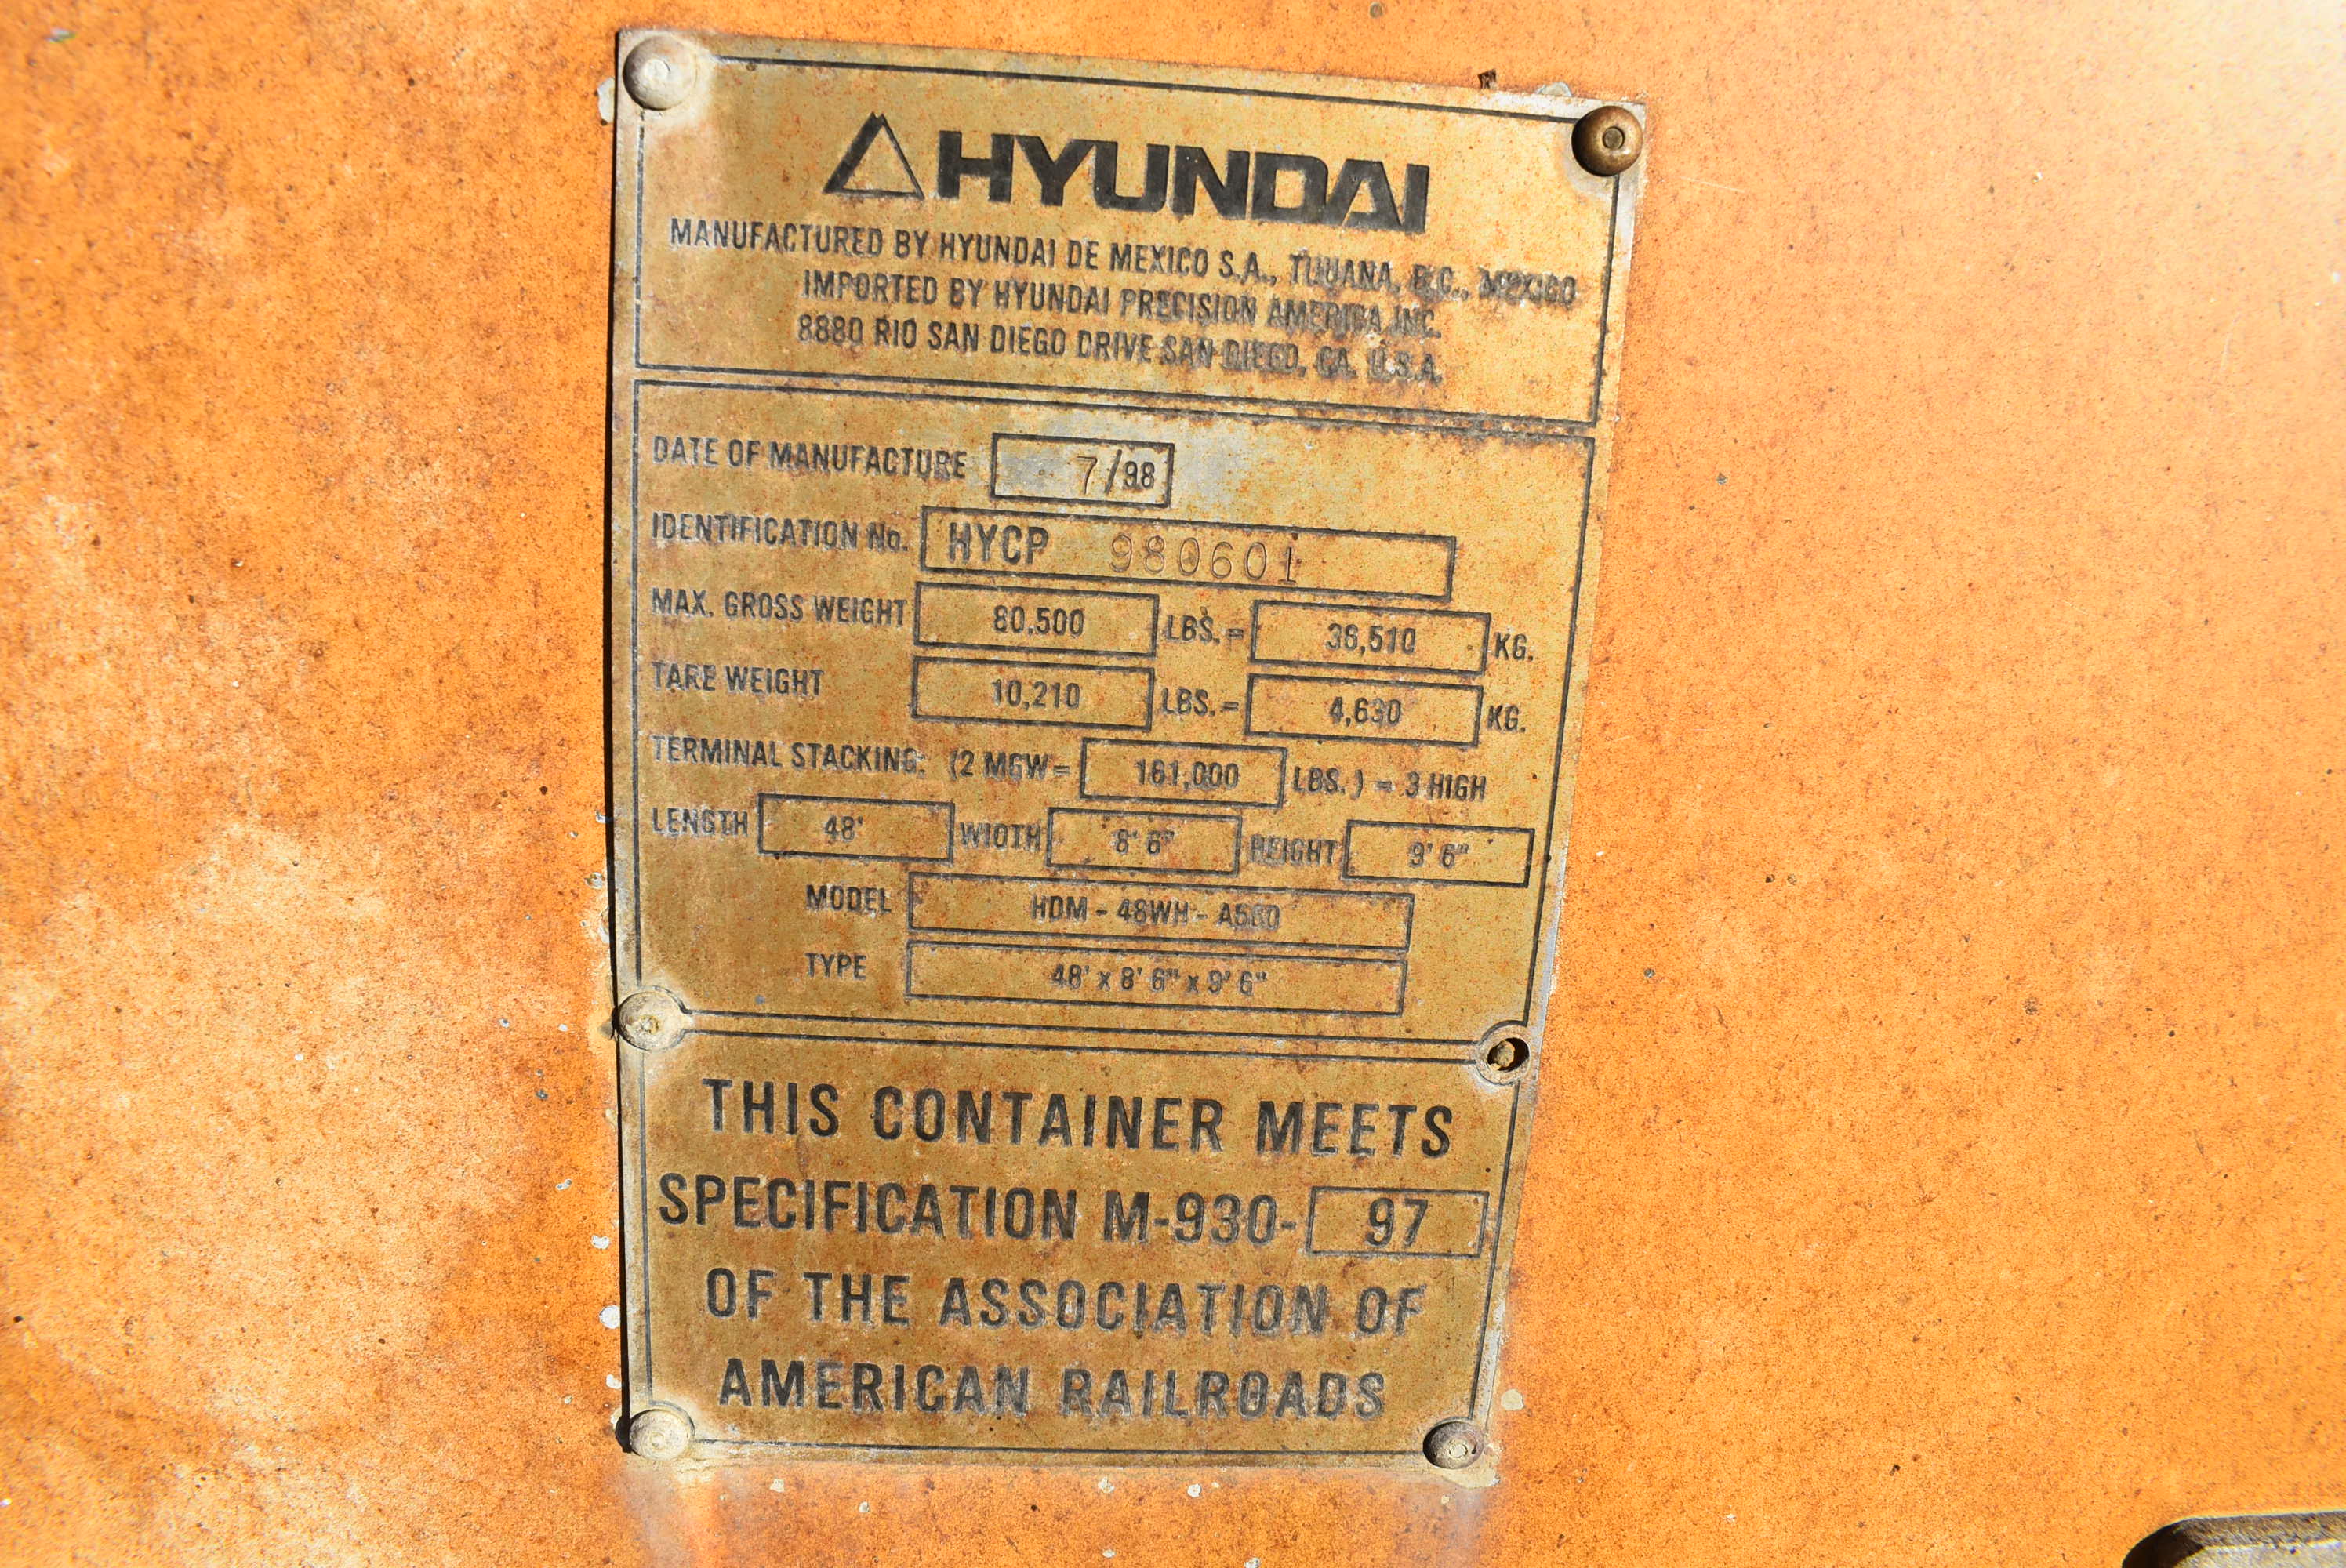 HYUNDAI
MANUFACTURED BY HYUNDAI DE MEXICO S.A., TIJUANA, B.C., MEXICO
IMPORTED BY HYUNDAI PRECISION AMERICA, INC.
8880 RIO SAN DIEGO DRIVE SAN DIEGO, CA. U.S.A.
DATE OF MANUFACTURE 7/98
IDENTIFICATION No. HYCP 980601
MAX. GROSS WEIGHT 80,500 LBS. = 36,510 KG.
TARE WEIGHT 10,210 LBS. = 4,630 KG.
TERMINAL STACKING: (2 MGW= 161,000 LBS.) = 3 HIGH
LENGTH 48' WIDTH 8' 6" HEIGHT 9' 6"
MODEL HDM - 48WH -
TYPE 48' x 8' 6" x 9' 6"
THIS CONTAINER MEETS
SPECIFICATION M-930- 97
OF THE ASSOCIATION OF
AMERICAN RAILROADS